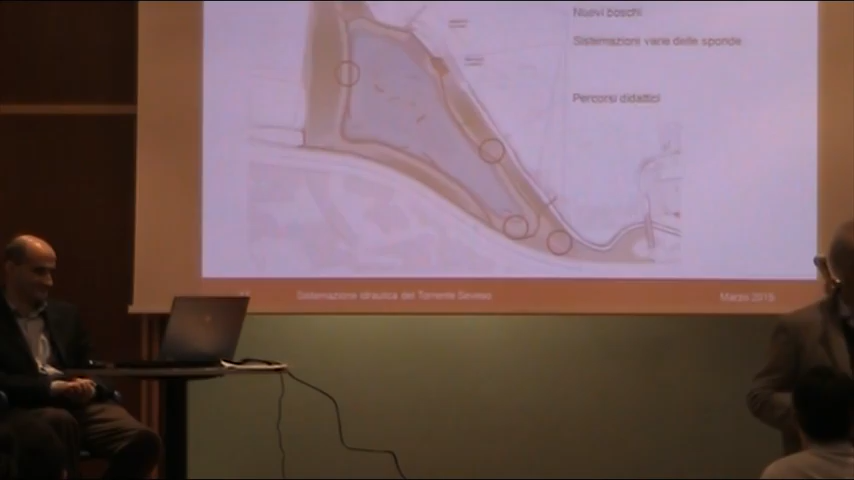 Nuovi boschi
Sistemazioni varie delle sponde
Percorsi didattici
Sistemazione idraulica del Torrente Seveso
Marzo 2015